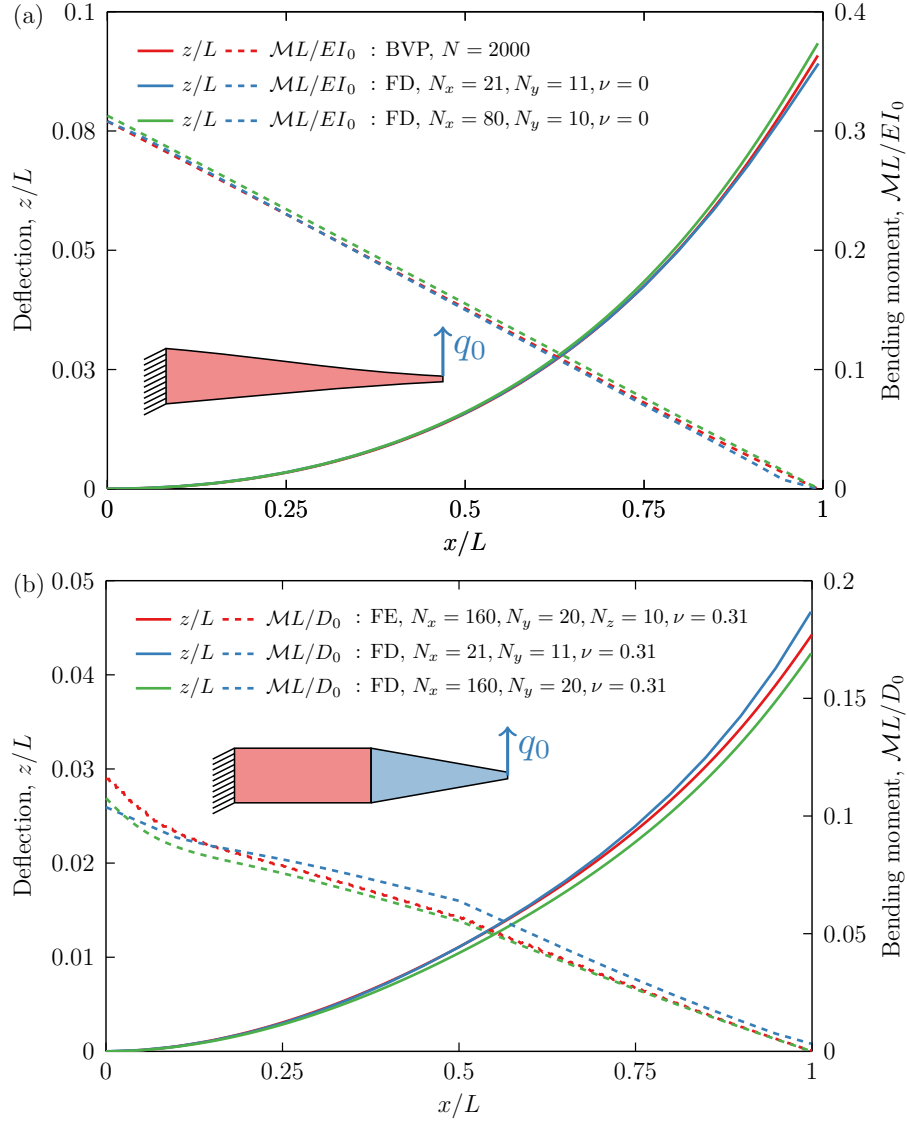 (a)
0.1
0.08
0.05
0.03
0
Deflection, z/L
0.4
0.3
0.2
0.1
0
Bending moment, ℳL/EI₀
z/L ℳL/EI₀ : BVP, N = 2000
z/L ℳL/EI₀ : FD, Nₓ = 21, N_y = 11, ν = 0
z/L ℳL/EI₀ : FD, Nₓ = 80, N_y = 10, ν = 0
q₀
0 0.25 0.5 0.75 1
x/L
(b)
0.05
0.04
0.03
0.02
0.01
0
Deflection, z/L
0.2
0.15
0.1
0.05
0
Bending moment, ℳL/D₀
z/L ℳL/D₀ : FE, Nₓ = 160, N_y = 20, N_z = 10, ν = 0.31
z/L ℳL/D₀ : FD, Nₓ = 21, N_y = 11, ν = 0.31
z/L ℳL/D₀ : FD, Nₓ = 160, N_y = 20, ν = 0.31
q₀
0 0.25 0.5 0.75 1
x/L